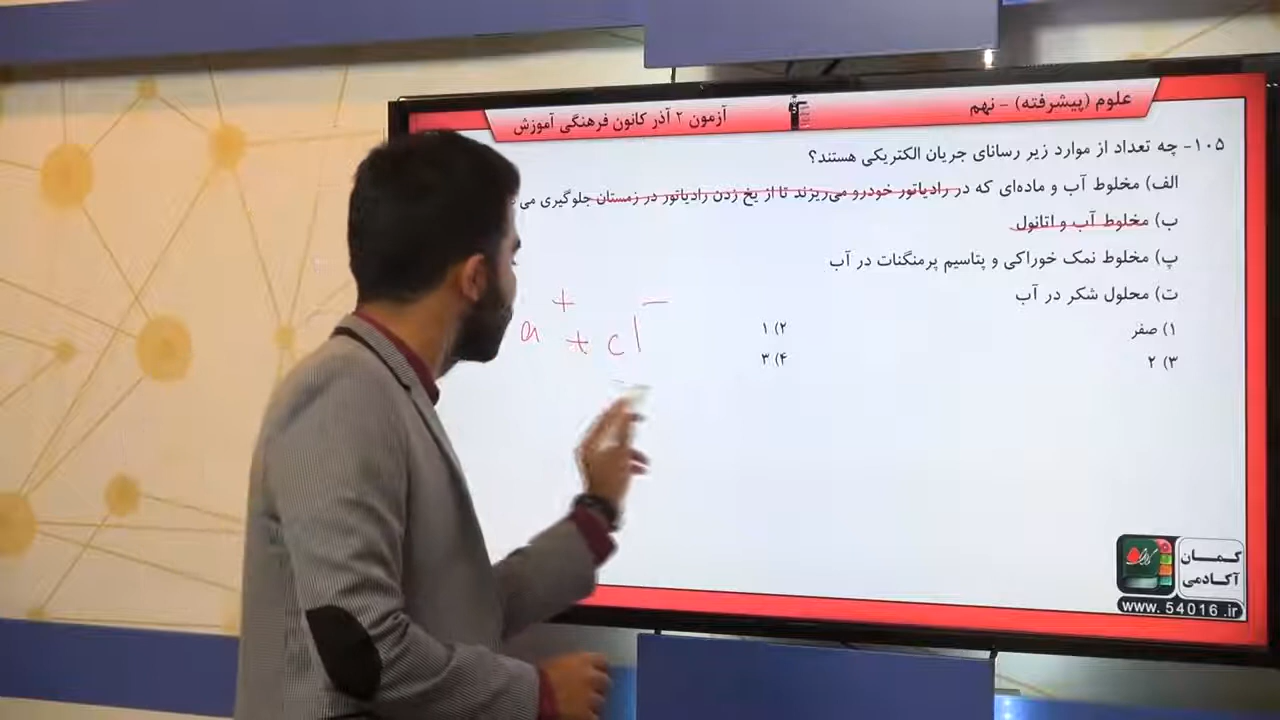 علوم (پیشرفته) - نهم
آزمون ۲ آذر کانون فرهنگی آموزش
۱۰۵- چه تعداد از موارد زیر رسانای جریان الکتریکی هستند؟
الف) مخلوط آب و ماده‌ای که در رادیاتور خودرو می‌ریزند تا از یخ زدن رادیاتور در زمستان جلوگیری می
ب) مخلوط آب و اتانول
پ) مخلوط نمک خوراکی و پتاسیم پرمنگنات در آب
ت) محلول شکر در آب
۱) صفر
۲) ۱
۳) ۲
۴) ۳
a⁺ + cl⁻
کمان
آکادمی
www. 54016 .ir